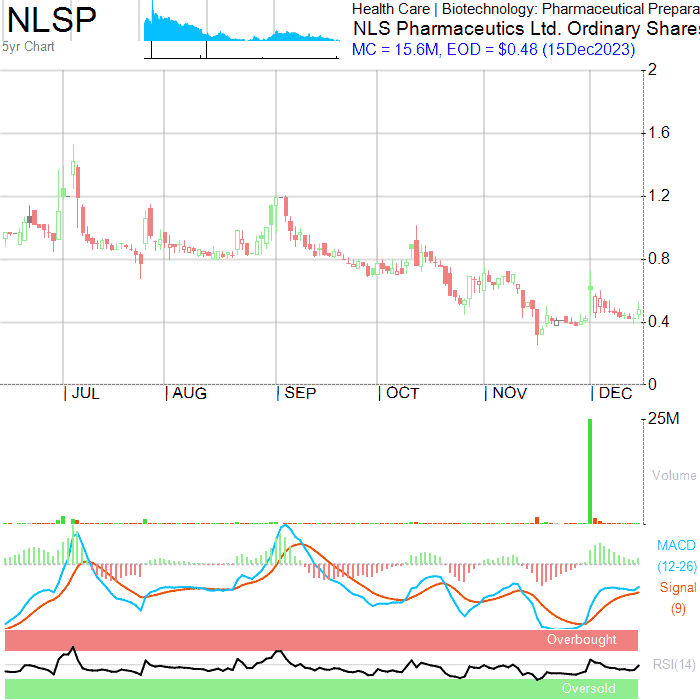 NLSP
5yr Chart
Health Care | Biotechnology: Pharmaceutical Prepara
NLS Pharmaceutics Ltd. Ordinary Shares
MC = 15.6M, EOD = $0.48 (15Dec2023)
2
1.6
1.2
0.8
0.4
0
JUL AUG SEP OCT NOV DEC
25M
Volume
MACD
(12-26)
Signal
(9)
Overbought
RSI(14)
Oversold